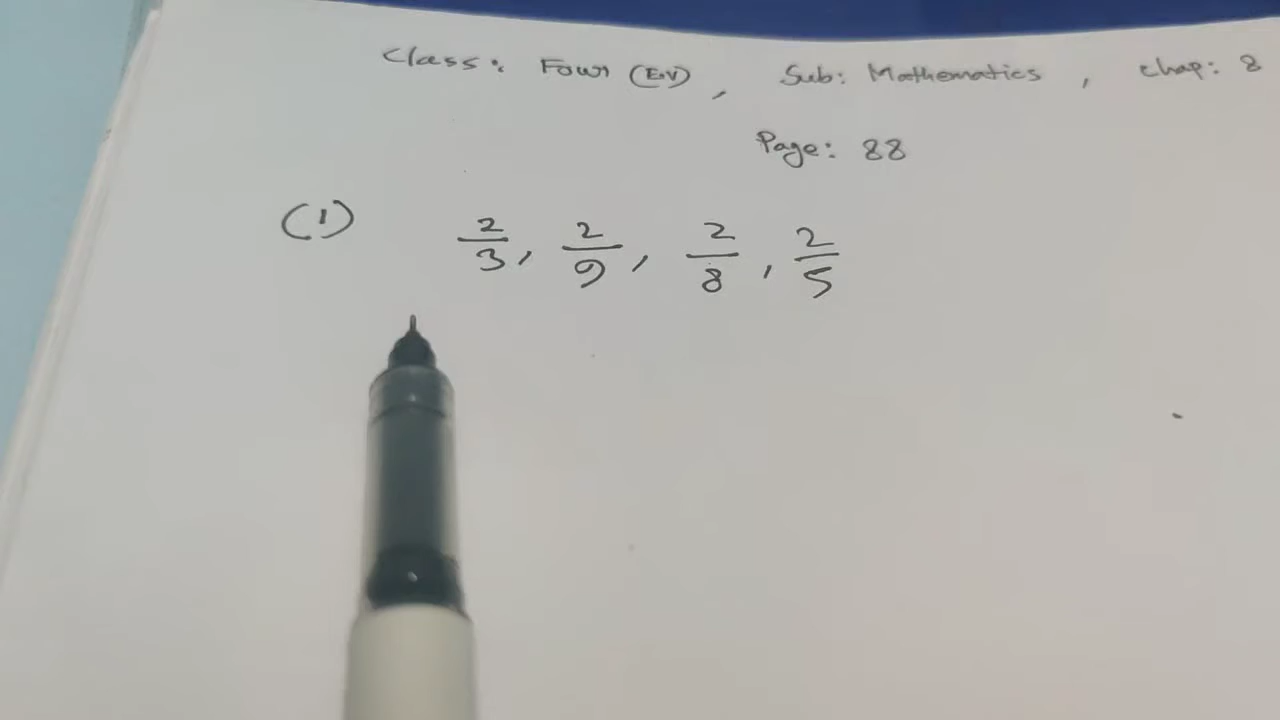 Class: Four (E.V), Sub: Mathematics, Chap: 8
Page: 88
(1) 2/3, 2/9, 2/8, 2/5